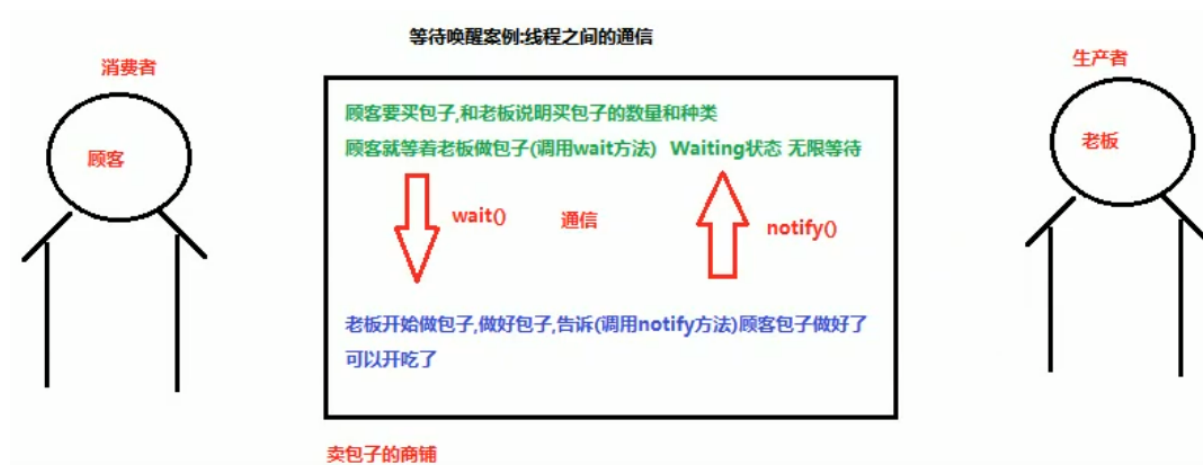 等待唤醒案例:线程之间的通信
消费者
生产者
顾客
老板
顾客要买包子,和老板说明买包子的数量和种类
顾客就等着老板做包子(调用wait方法) Waiting状态 无限等待
wait()
通信
notify()
老板开始做包子,做好包子,告诉(调用notify方法)顾客包子做好了
可以开吃了
卖包子的商铺